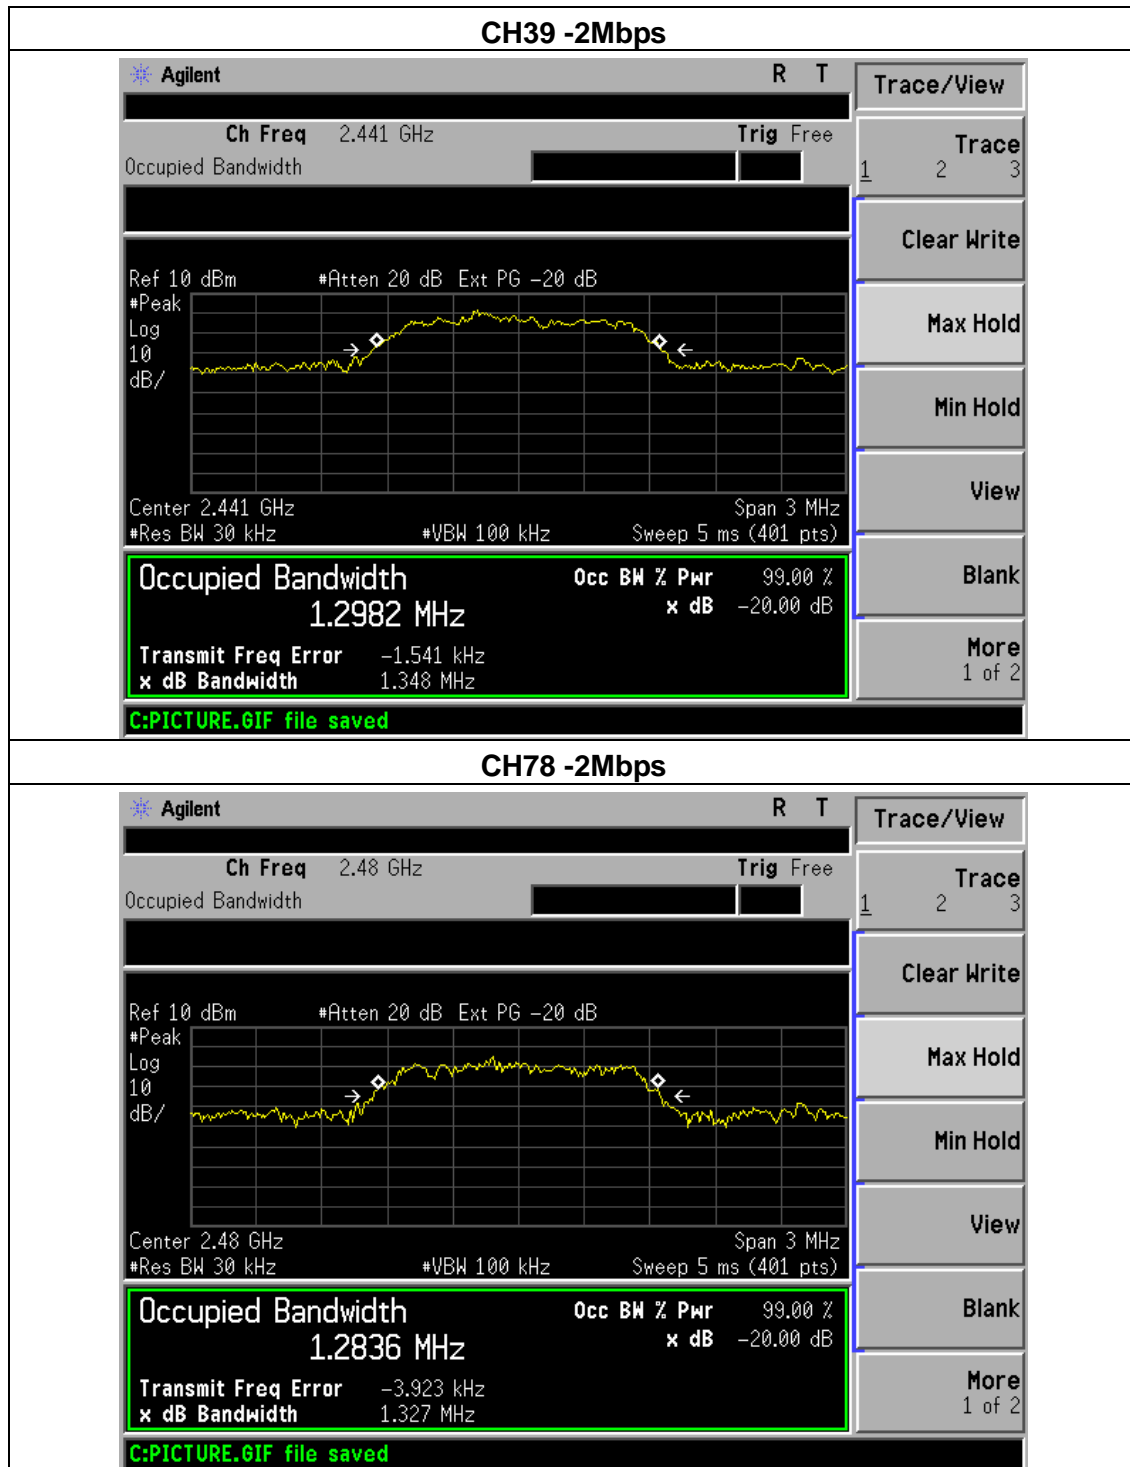 CH39 -2Mbps
Agilent R T
Trace/View
Ch Freq 2.441 GHz Trig Free
Occupied Bandwidth
Trace
1 2 3
Clear Write
Ref 10 dBm #Atten 20 dB Ext PG -20 dB
#Peak
Log
10
dB/
Max Hold
Min Hold
View
Center 2.441 GHz Span 3 MHz
#Res BW 30 kHz #VBW 100 kHz Sweep 5 ms (401 pts)
Occupied Bandwidth Occ BW % Pwr 99.00 %
1.2982 MHz x dB -20.00 dB
Blank
Transmit Freq Error -1.541 kHz
x dB Bandwidth 1.348 MHz
More
1 of 2
C:PICTURE.GIF file saved
CH78 -2Mbps
Agilent R T
Trace/View
Ch Freq 2.48 GHz Trig Free
Occupied Bandwidth
Trace
1 2 3
Clear Write
Ref 10 dBm #Atten 20 dB Ext PG -20 dB
#Peak
Log
10
dB/
Max Hold
Min Hold
View
Center 2.48 GHz Span 3 MHz
#Res BW 30 kHz #VBW 100 kHz Sweep 5 ms (401 pts)
Occupied Bandwidth Occ BW % Pwr 99.00 %
1.2836 MHz x dB -20.00 dB
Blank
Transmit Freq Error -3.923 kHz
x dB Bandwidth 1.327 MHz
More
1 of 2
C:PICTURE.GIF file saved